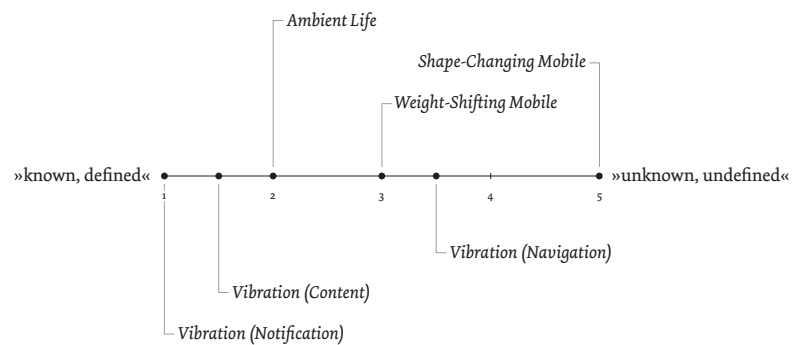 Ambient Life
Shape-Changing Mobile
Weight-Shifting Mobile
»known, defined«
»unknown, undefined«
1 2 3 4 5
Vibration (Navigation)
Vibration (Content)
Vibration (Notification)